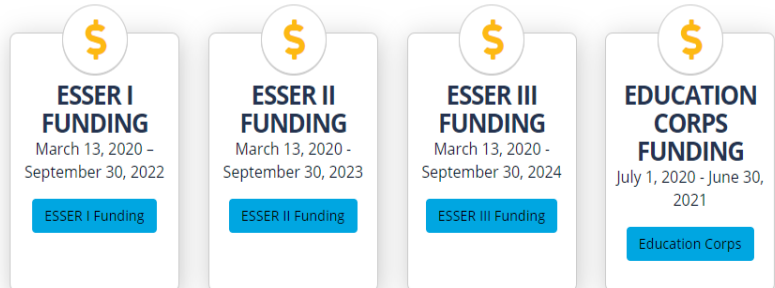 $
ESSER I
FUNDING
March 13, 2020 –
September 30, 2022
ESSER I Funding
$
ESSER II
FUNDING
March 13, 2020 -
September 30, 2023
ESSER II Funding
$
ESSER III
FUNDING
March 13, 2020 -
September 30, 2024
ESSER III Funding
$
EDUCATION
CORPS
FUNDING
July 1, 2020 - June 30,
2021
Education Corps